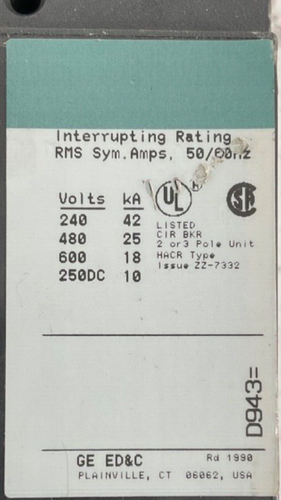 Interrupting Rating
RMS Sym. Amps, 50/60Hz
Volts kA
240 42
480 25
600 18
250DC 10
UL
LISTED
CIR BKR
2 or 3 Pole Unit
HACR Type
Issue ZZ-7332
D943=
GE ED&C Rd 1990
PLAINVILLE, CT 06062, USA